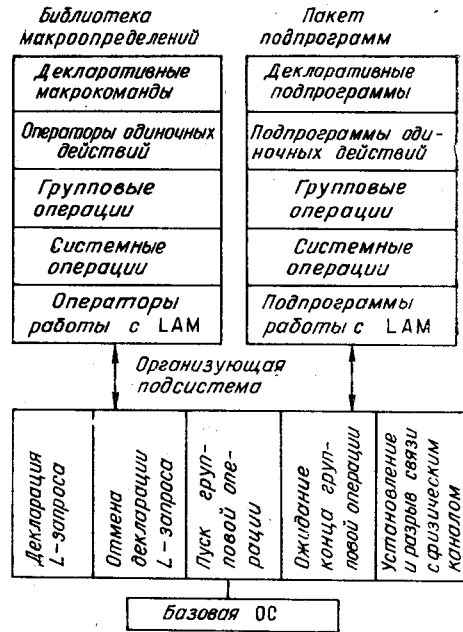 Библиотека
макроопределений
Декларативные
макрокоманды
Операторы одиночных
действий
Групповые
операции
Системные
операции
Операторы
работы с LAM
Пакет
подпрограмм
Декларативные
подпрограммы
Подпрограммы оди-
ночных действий
Групповые
операции
Системные
операции
Подпрограммы
работы с LAM
Организующая
подсистема
Декларация
L-запроса
Отмена
декларации
L-запроса
Пуск груп-
повой опе-
рации
Ожидание
конца груп-
повой операции
Установление
и разрыв связи
с физическим
каналом
Базовая ОС